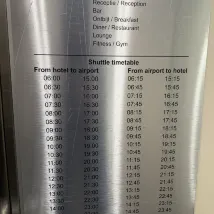 Receptie / Reception
Bar
Ontbijt / Breakfast
Diner / Restaurant
Lounge
Fitness / Gym
Shuttle timetable
From hotel to airport From airport to hotel
06:00 15:00 06:15 15:15
06:30 15:30 06:45 15:45
07:00 16:00 07:15 16:15
07:30 16:30 07:45 16:45
08:00 17:00 08:15 17:15
08:30 17:30 08:45 17:45
09:00 18:00 09:15 18:15
09:30 18:30 09:45 18:45
10:00 19:00 10:15 19:15
10:30 19:30 10:45 19:45
11:00 20:00 11:15 20:15
11:30 20:30 11:45 20:45
12:00 21:00 12:15 21:15
12:30 21:30 12:45 21:45
13:00 22:00 13:15 22:15
13:30 22:30 13:45 22:45
14:00 23:00 14:15 23:15